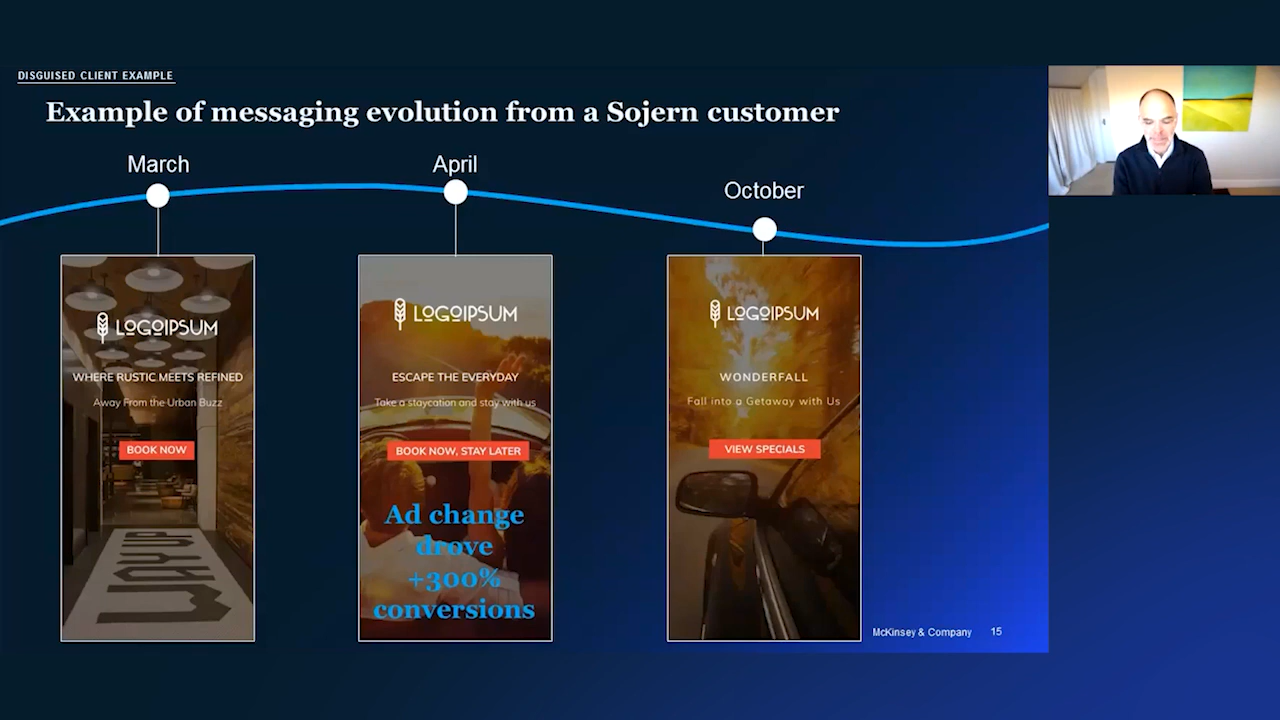 DISGUISED CLIENT EXAMPLE
Example of messaging evolution from a Sojern customer
March
April
October
LOGOIPSUM
WHERE RUSTIC MEETS REFINED
Away From the Urban Buzz
BOOK NOW
WAY UP
LOGOIPSUM
ESCAPE THE EVERYDAY
Take a staycation and stay with us
BOOK NOW, STAY LATER
Ad change
drove
+300%
conversions
LOGOIPSUM
WONDERFALL
Fall into a Getaway with Us
VIEW SPECIALS
McKinsey & Company 15